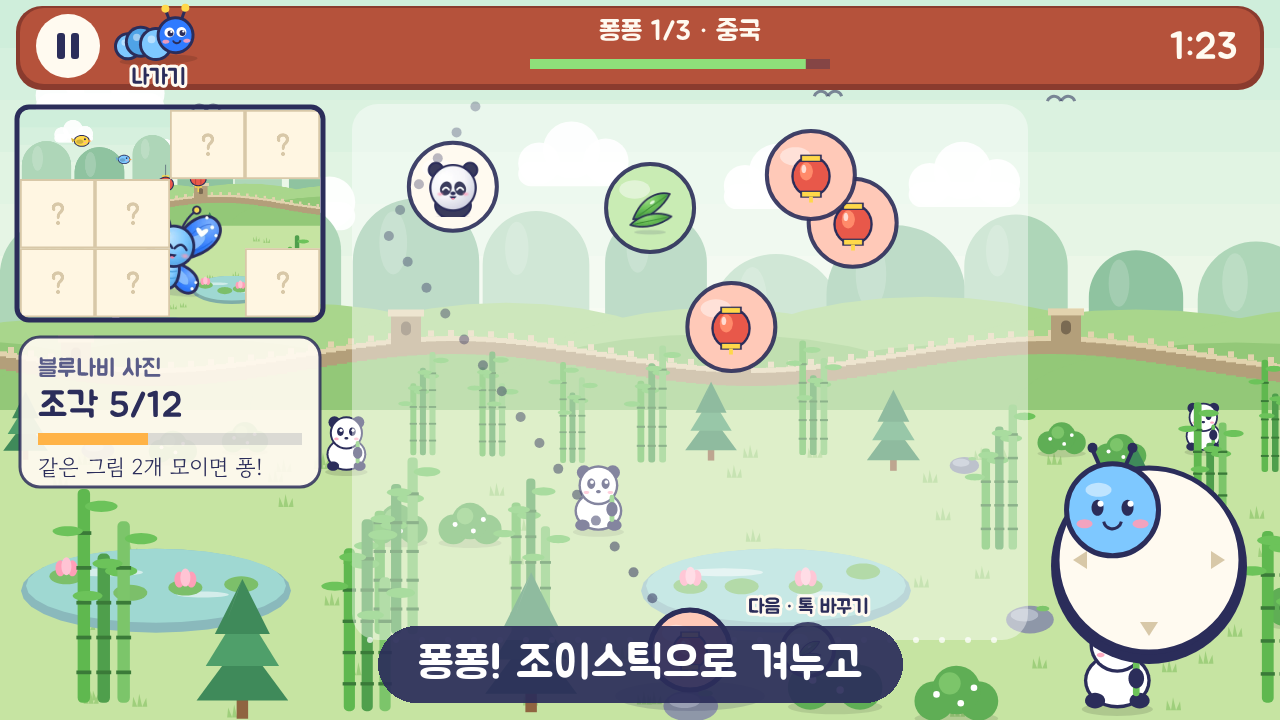 퐁퐁 1/3 · 중국
1:23
나가기
? ?
? ?
? ? ?
블루나비 사진
조각 5/12
같은 그림 2개 모이면 퐁!
다음 · 톡 바꾸기
퐁퐁! 조이스틱으로 겨누고